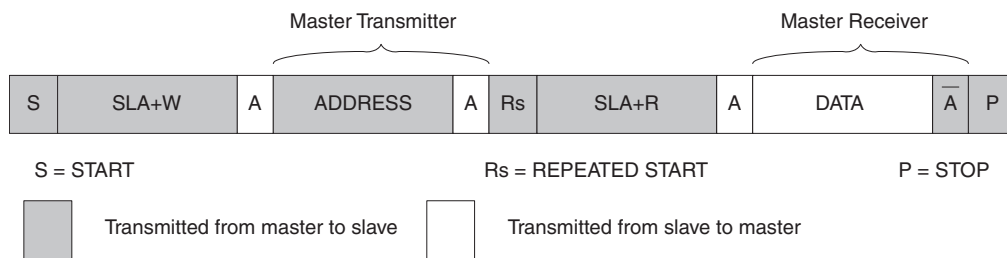 Master Transmitter Master Receiver
S SLA+W A ADDRESS A Rs SLA+R A DATA A̅ P
S = START Rs = REPEATED START P = STOP
Transmitted from master to slave Transmitted from slave to master